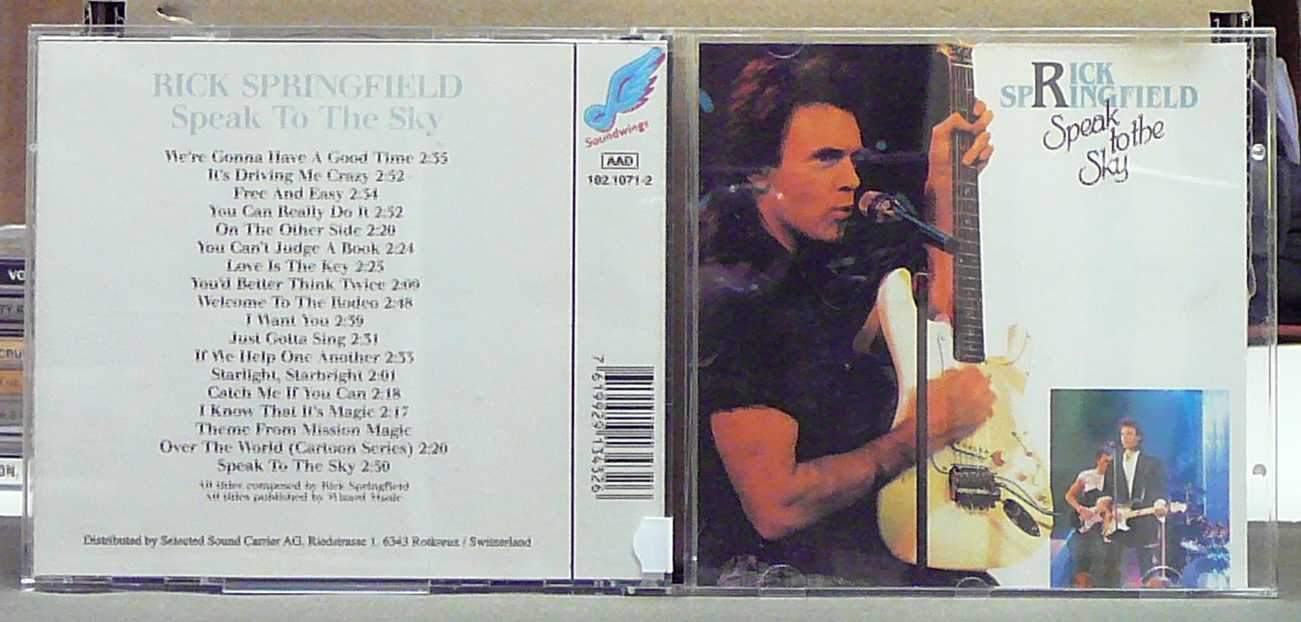 RICK SPRINGFIELD
Speak To The Sky
We're Gonna Have A Good Time 2:35
It's Driving Me Crazy 2:52
Free And Easy 2:54
You Can Really Do It 2:52
On The Other Side 2:20
You Can't Judge A Book 2:24
Love Is The Key 2:25
You'd Better Think Twice 2:09
Welcome To The Rodeo 2:48
I Want You 2:59
Just Gotta Sing 2:31
If We Help One Another 2:33
Starlight, Starbright 2:01
Catch Me If You Can 2:18
I Know That It's Magic 2:17
Theme From Mission Magic
Over The World (Cartoon Series) 2:20
Speak To The Sky 2:50
All titles composed by Rick Springfield
All titles published by Wizard Music
Distributed by Selected Sound Carrier AG, Riedstrasse 1, 6343 Rotkreuz / Switzerland
Soundwings
AAD
102.1071-2
7 619929 134326
RICK
SPRINGFIELD
Speak
to the
Sky